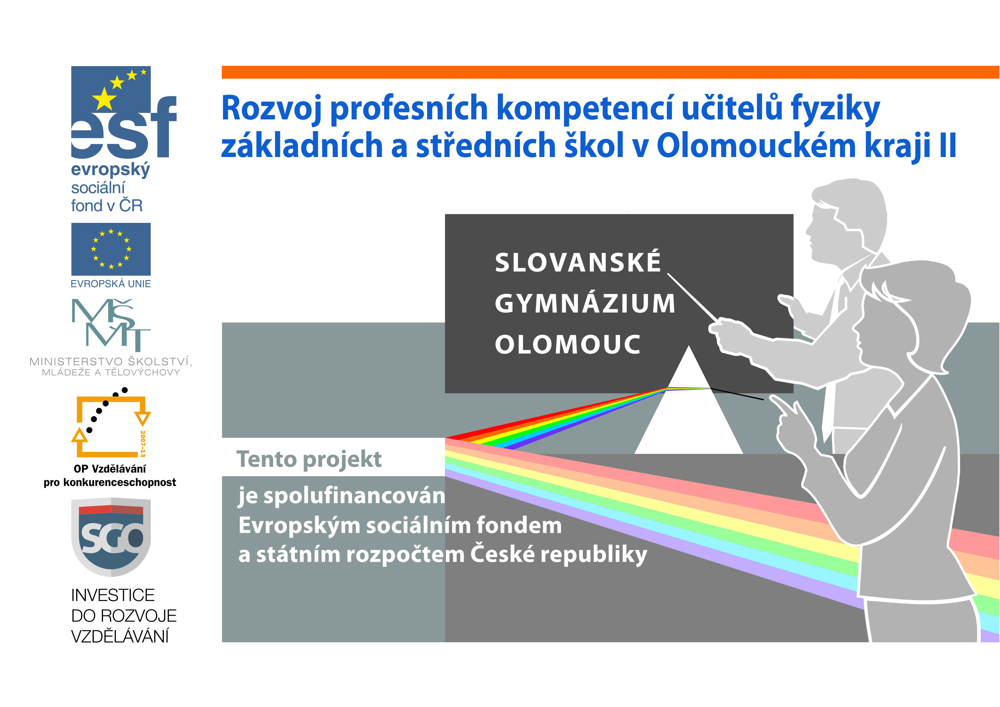 esf
evropský
sociální
fond v ČR
EVROPSKÁ UNIE
MŠMT
MINISTERSTVO ŠKOLSTVÍ,
MLÁDEŽE A TĚLOVÝCHOVY
2007-13
OP Vzdělávání
pro konkurenceschopnost
SGO
INVESTICE
DO ROZVOJE
VZDĚLÁVÁNÍ
Rozvoj profesních kompetencí učitelů fyziky
základních a středních škol v Olomouckém kraji II
SLOVANSKÉ
GYMNÁZIUM
OLOMOUC
Tento projekt
je spolufinancován
Evropským sociálním fondem
a státním rozpočtem České republiky